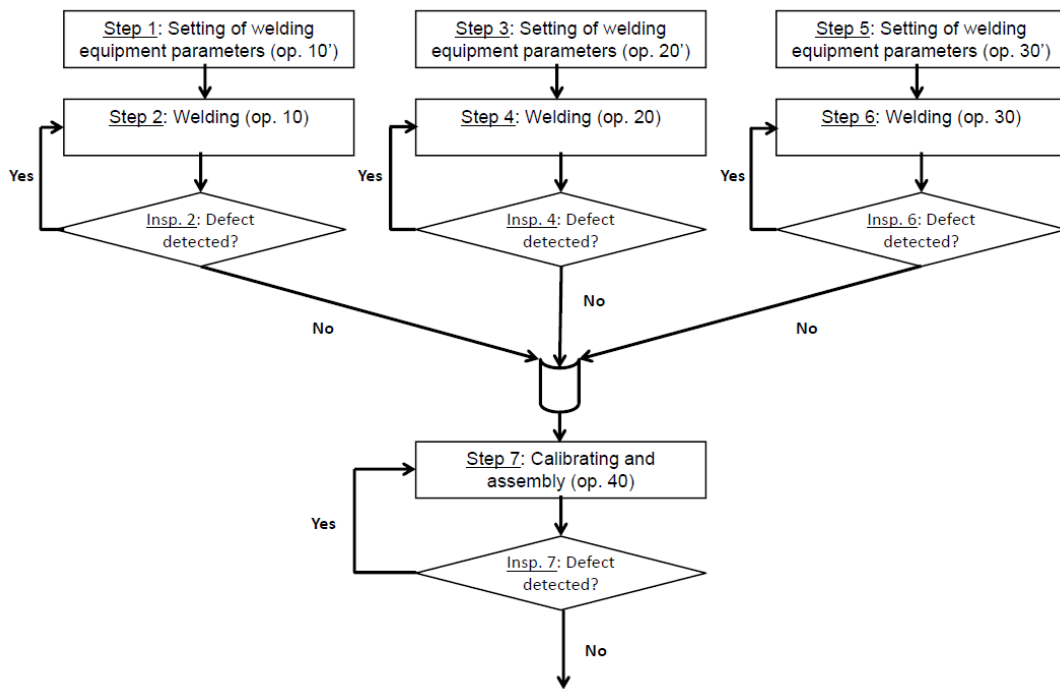 Step 1: Setting of welding
equipment parameters (op. 10’)
Step 3: Setting of welding
equipment parameters (op. 20’)
Step 5: Setting of welding
equipment parameters (op. 30’)
Step 2: Welding (op. 10)
Step 4: Welding (op. 20)
Step 6: Welding (op. 30)
Yes
Yes
Yes
Insp. 2: Defect
detected?
Insp. 4: Defect
detected?
Insp. 6: Defect
detected?
No
No
No
Step 7: Calibrating and
assembly (op. 40)
Yes
Insp. 7: Defect
detected?
No